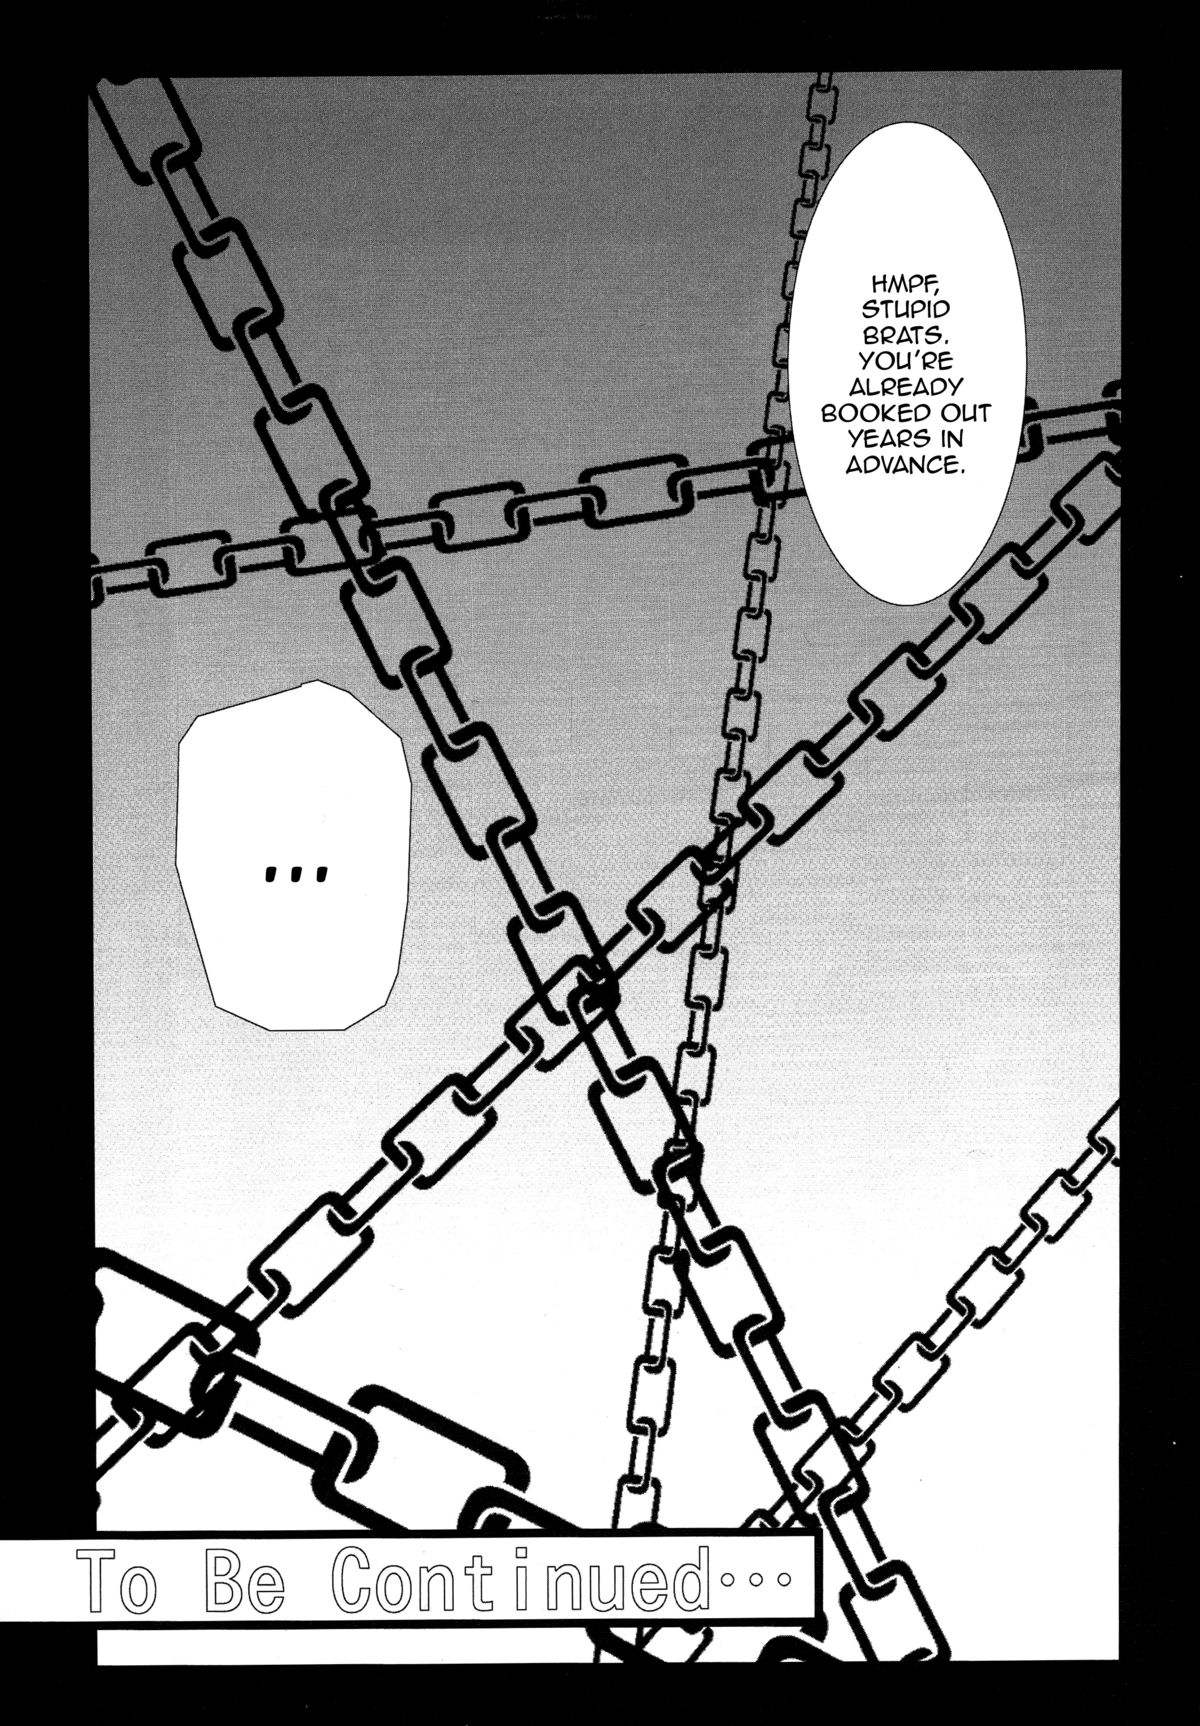 HMPF,
STUPID
BRATS.
YOU'RE
ALREADY
BOOKED OUT
YEARS IN
ADVANCE.
...
To Be Continued…